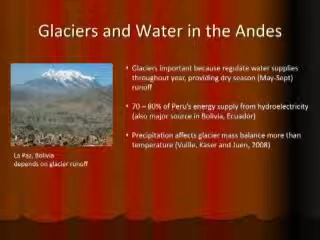 Glaciers and Water in the Andes
• Glaciers important because regulate water supplies
throughout year, providing dry season (May-Sept)
runoff
• 70 – 80% of Peru's energy supply from hydroelectricity
(also major source in Bolivia, Ecuador)
• Precipitation affects glacier mass balance more than
temperature (Vuille, Kaser and Juen, 2008)
La Paz, Bolivia
depends on glacier runoff